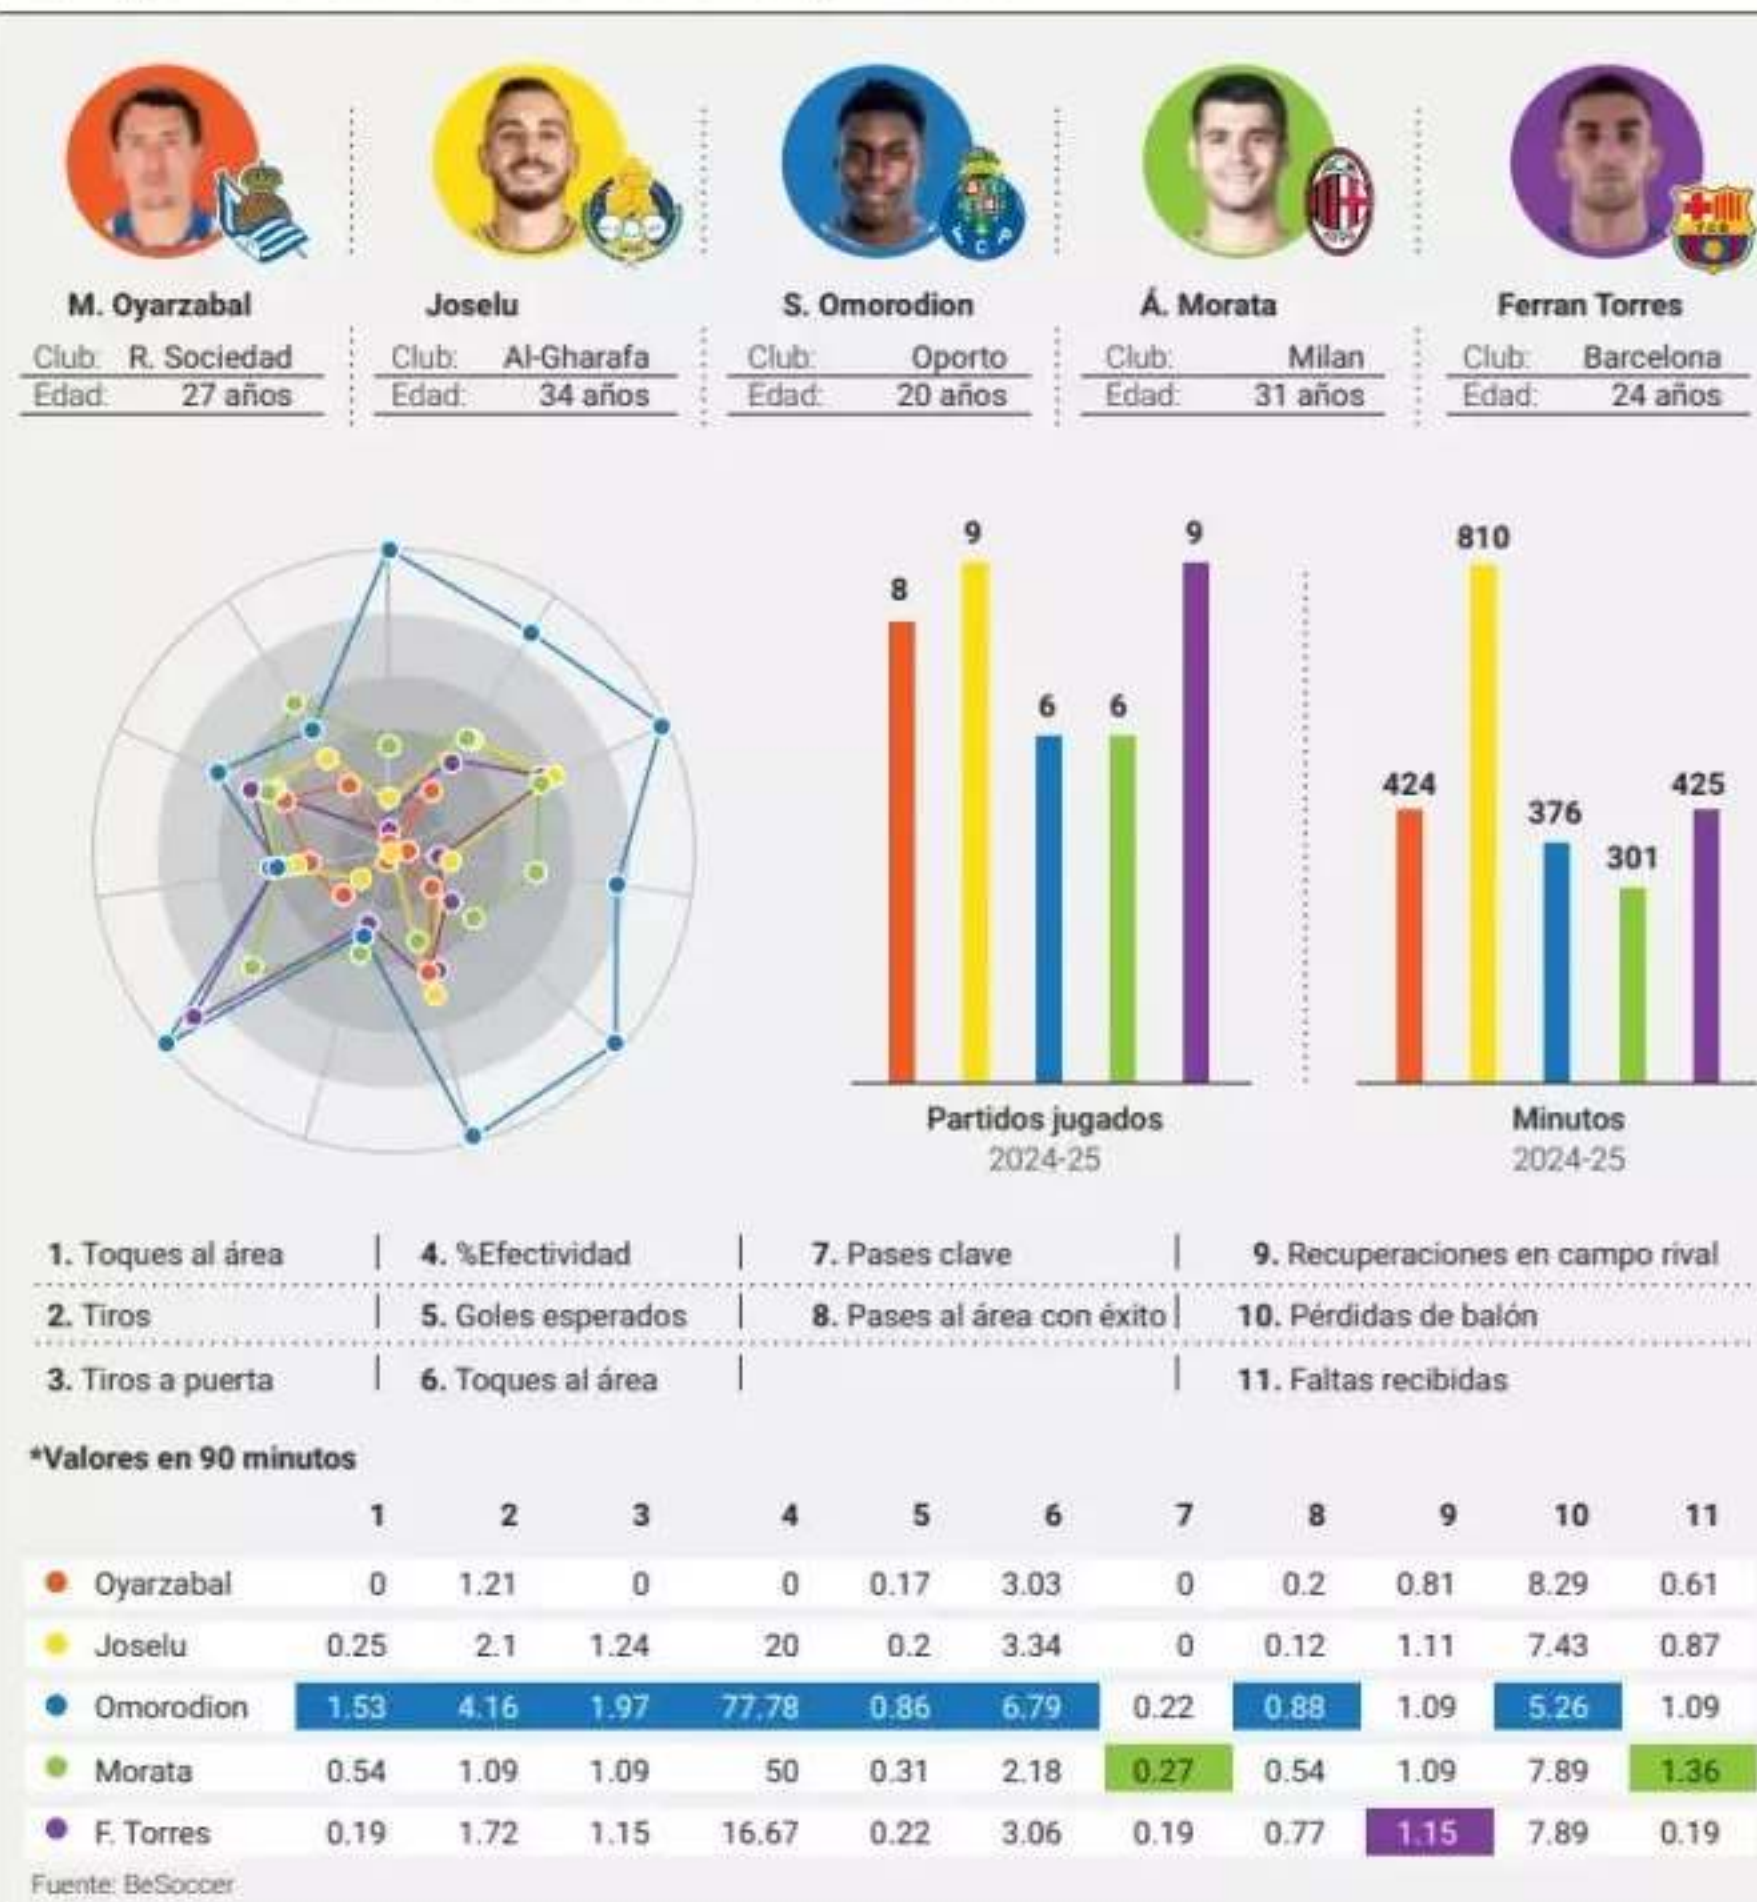 M. Oyarzabal
Club: R. Sociedad
Edad: 27 años
Joselu
Club: Al-Gharafa
Edad: 34 años
S. Omorodion
Club: Oporto
Edad: 20 años
Á. Morata
Club: Milan
Edad: 31 años
Ferran Torres
Club: Barcelona
Edad: 24 años
8 9 6 6 9
Partidos jugados
2024-25
424 810 376 301 425
Minutos
2024-25
1. Toques al área | 4. %Efectividad | 7. Pases clave | 9. Recuperaciones en campo rival
2. Tiros | 5. Goles esperados | 8. Pases al área con éxito | 10. Pérdidas de balón
3. Tiros a puerta | 6. Toques al área | | 11. Faltas recibidas
*Valores en 90 minutos
1 2 3 4 5 6 7 8 9 10 11
Oyarzabal 0 1.21 0 0 0.17 3.03 0 0.2 0.81 8.29 0.61
Joselu 0.25 2.1 1.24 20 0.2 3.34 0 0.12 1.11 7.43 0.87
Omorodion 1.53 4.16 1.97 77.78 0.86 6.79 0.22 0.88 1.09 5.26 1.09
Morata 0.54 1.09 1.09 50 0.31 2.18 0.27 0.54 1.09 7.89 1.36
F. Torres 0.19 1.72 1.15 16.67 0.22 3.06 0.19 0.77 1.15 7.89 0.19
Fuente: BeSoccer